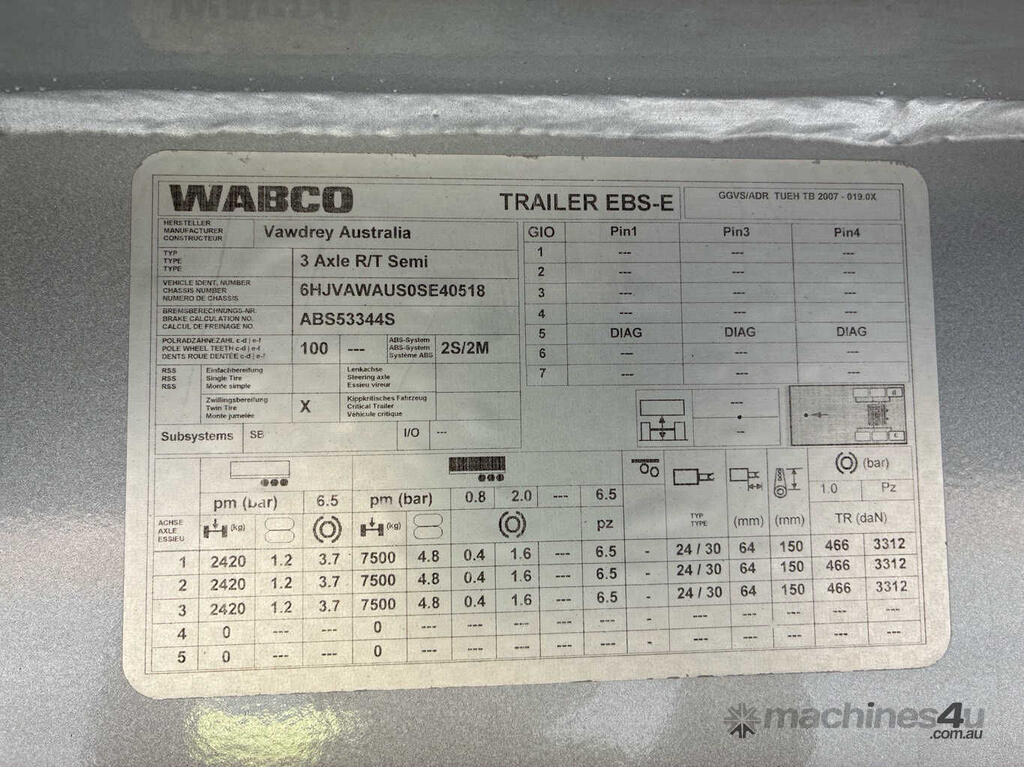 WABCO TRAILER EBS-E GGVS/ADR TUEH TB 2007 - 019.0X
HERSTELLER
MANUFACTURER
CONSTRUCTEUR
Vawdrey Australia
TYP
TYPE
TYPE
3 Axle R/T Semi
VEHICLE IDENT. NUMBER
CHASSIS NUMBER
NUMERO DE CHASSIS
6HJVAWAUS0SE40518
BREMSBERECHNUNGS-NR.
BRAKE CALCULATION NO.
CALCUL DE FREINAGE NO.
ABS53344S
POLRADZAHNEZAHL c-d | e-f
POLE WHEEL TEETH c-d | e-f
DENTS ROUE DENTÉE c-d | e-f
100 ---
ABS-System
ABS-System
Système ABS
2S/2M
RSS Einfachbereifung
RSS Single Tire
RSS Monte simple
Lenkachse
Steering axle
Essieu vireur
Zwillingsbereifung
Twin Tire
Monte jumelée
X
Kippkritisches Fahrzeug
Critical Trailer
Véhicule critique
Subsystems SB I/O ---
GIO Pin1 Pin3 Pin4
1 --- --- ---
2 --- --- ---
3 --- --- ---
4 --- --- ---
5 DIAG DIAG DIAG
6 --- --- ---
7 --- --- ---
---
--
d
c
pm (bar) 6.5 pm (bar) 0.8 2.0 --- 6.5
(bar)
1.0 Pz
ACHSE
AXLE
ESSIEU
(kg) (kg) pz
TYP
TYPE
(mm) (mm) TR (daN)
1 2420 1.2 3.7 7500 4.8 0.4 1.6 --- 6.5 - 24 / 30 64 150 466 3312
2 2420 1.2 3.7 7500 4.8 0.4 1.6 --- 6.5 - 24 / 30 64 150 466 3312
3 2420 1.2 3.7 7500 4.8 0.4 1.6 --- 6.5 - 24 / 30 64 150 466 3312
4 0 --- --- 0 --- --- --- --- --- - --- --- --- --- ---
5 0 --- --- 0 --- --- --- --- --- - --- --- --- --- ---
machines4u
.com.au